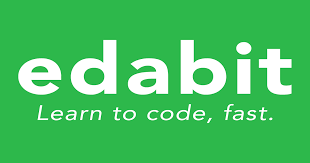 edabit
Learn to code, fast.